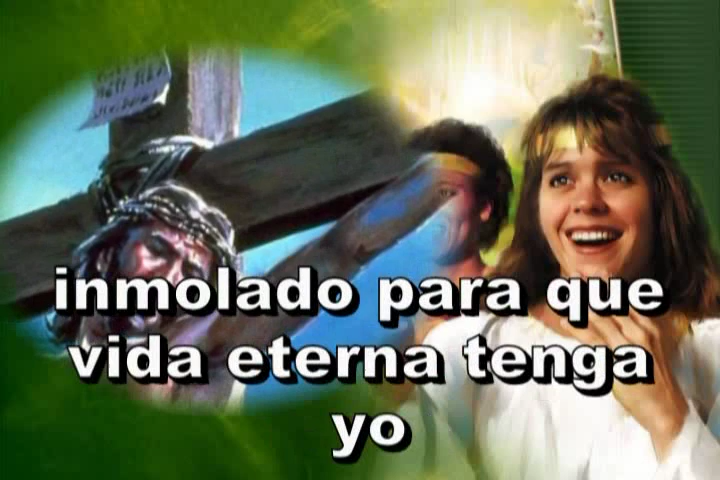 inmolado para que
vida eterna tenga
yo